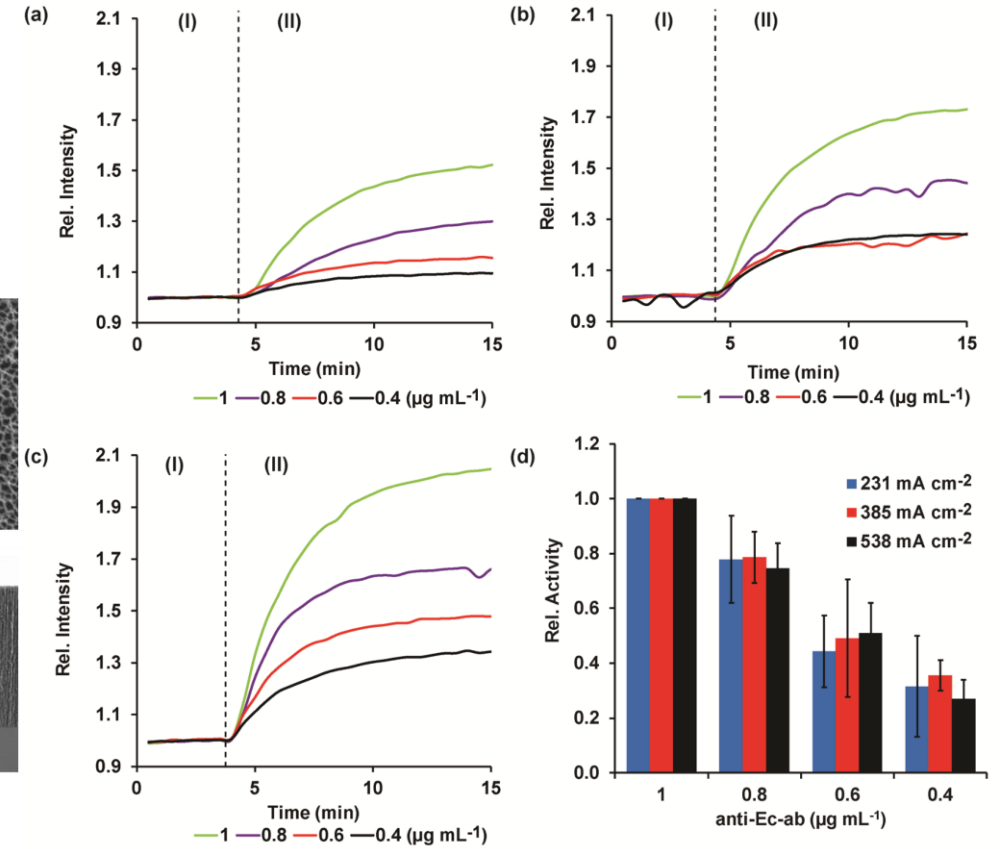 (a)
(I) (II)
2.1
1.9
1.7
1.5
1.3
1.1
0.9
Rel. Intensity
0 5 10 15
Time (min)
1 0.8 0.6 0.4 (µg mL-1)
(b)
(I) (II)
2.1
1.9
1.7
1.5
1.3
1.1
0.9
Rel. Intensity
0 5 10 15
Time (min)
1 0.8 0.6 0.4 (µg mL-1)
(c)
(I) (II)
2.1
1.9
1.7
1.5
1.3
1.1
0.9
Rel. Intensity
0 5 10 15
Time (min)
1 0.8 0.6 0.4 (µg mL-1)
(d)
1.2
1.0
0.8
0.6
0.4
0.2
0.0
Rel. Activity
231 mA cm-2
385 mA cm-2
538 mA cm-2
1 0.8 0.6 0.4
anti-Ec-ab (µg mL-1)